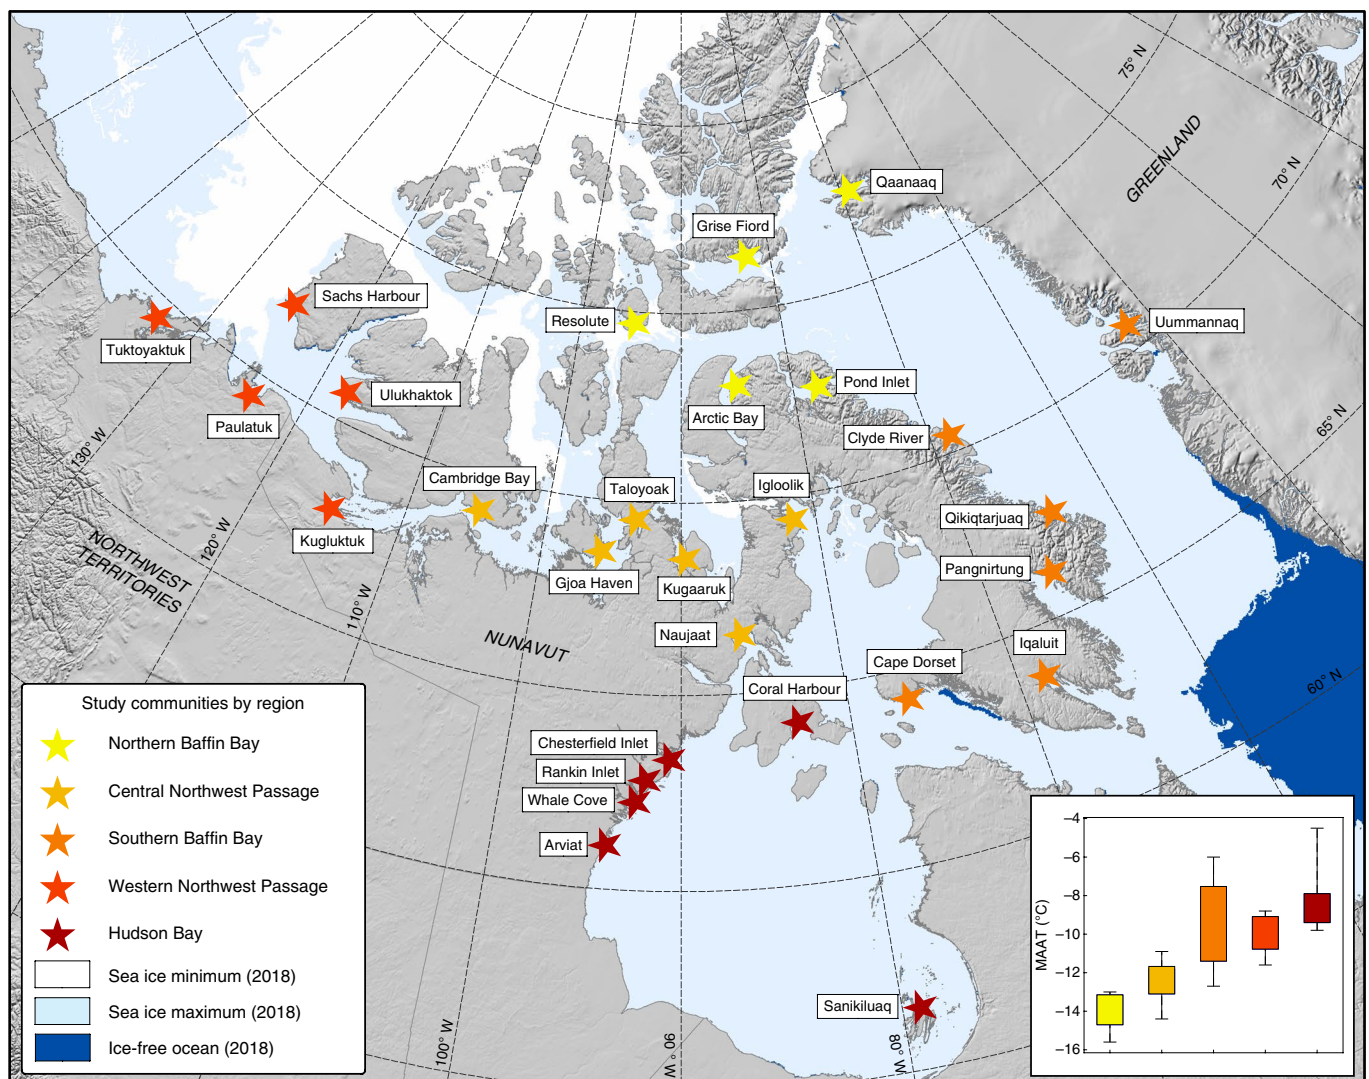 75° N
GREENLAND
70° N
Qaanaaq
Grise Fiord
Sachs Harbour
Resolute
Uummannaq
Tuktoyaktuk
Ulukhaktok
Pond Inlet
Arctic Bay
Paulatuk
65° N
130° W
Clyde River
Cambridge Bay
Taloyoak
Igloolik
Qikiqtarjuaq
120° W
Kugluktuk
NORTHWEST
TERRITORIES
Gjoa Haven
Kugaaruk
Pangnirtung
110° W
NUNAVUT
Naujaat
Iqaluit
Cape Dorset
60° N
Coral Harbour
Chesterfield Inlet
Rankin Inlet
Whale Cove
Arviat
Sanikiluaq
100° W
90° W
80° W
Study communities by region
Northern Baffin Bay
Central Northwest Passage
Southern Baffin Bay
Western Northwest Passage
Hudson Bay
Sea ice minimum (2018)
Sea ice maximum (2018)
Ice-free ocean (2018)
MAAT (°C)
–4
–6
–8
–10
–12
–14
–16